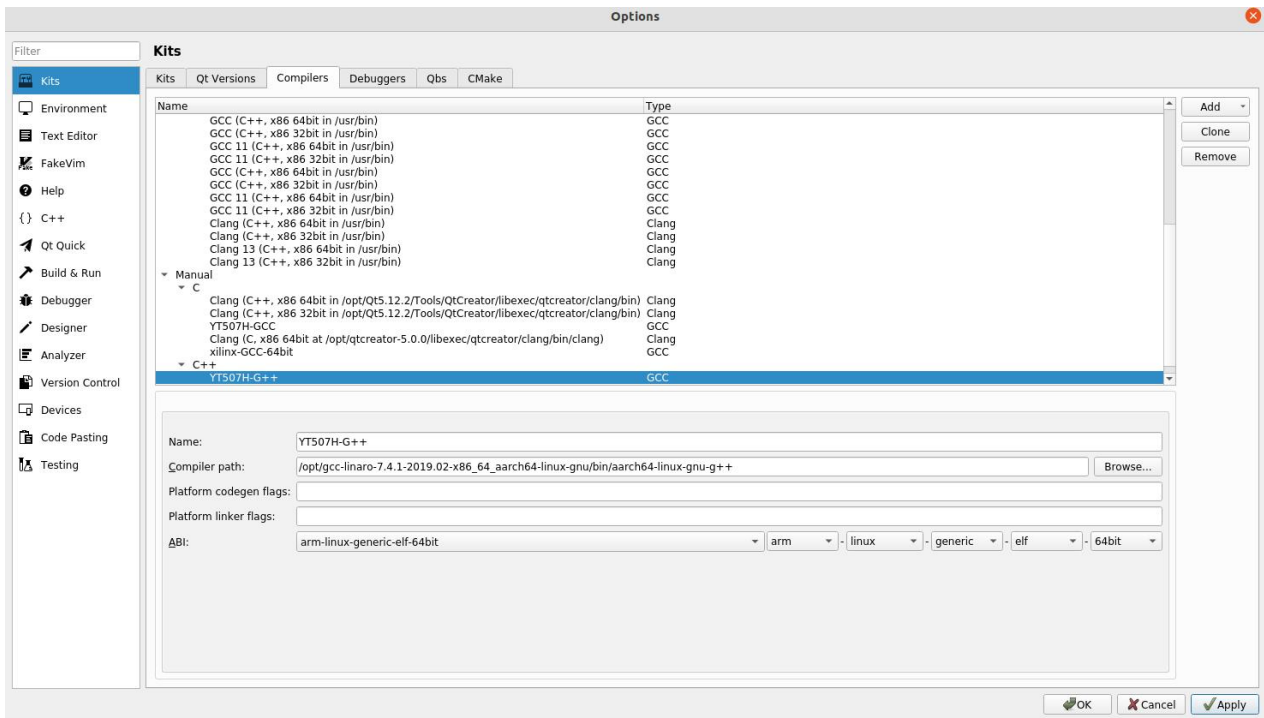 Options
Filter
Kits
Environment
Text Editor
FakeVim
Help
{} C++
Qt Quick
Build & Run
Debugger
Designer
Analyzer
Version Control
Devices
Code Pasting
Testing
Kits
Kits Qt Versions Compilers Debuggers Qbs CMake
Name Type
GCC (C++, x86 64bit in /usr/bin) GCC
GCC (C++, x86 32bit in /usr/bin) GCC
GCC 11 (C++, x86 64bit in /usr/bin) GCC
GCC 11 (C++, x86 32bit in /usr/bin) GCC
GCC (C++, x86 64bit in /usr/bin) GCC
GCC (C++, x86 32bit in /usr/bin) GCC
GCC 11 (C++, x86 64bit in /usr/bin) GCC
GCC 11 (C++, x86 32bit in /usr/bin) GCC
Clang (C++, x86 64bit in /usr/bin) Clang
Clang (C++, x86 32bit in /usr/bin) Clang
Clang 13 (C++, x86 64bit in /usr/bin) Clang
Clang 13 (C++, x86 32bit in /usr/bin) Clang
Manual
C
Clang (C++, x86 64bit in /opt/Qt5.12.2/Tools/QtCreator/libexec/qtcreator/clang/bin) Clang
Clang (C++, x86 32bit in /opt/Qt5.12.2/Tools/QtCreator/libexec/qtcreator/clang/bin) Clang
YT507H-GCC GCC
Clang (C, x86 64bit at /opt/qtcreator-5.0.0/libexec/qtcreator/clang/bin/clang) Clang
xilinx-GCC-64bit GCC
C++
YT507H-G++ GCC
Add
Clone
Remove
Name: YT507H-G++
Compiler path: /opt/gcc-linaro-7.4.1-2019.02-x86_64_aarch64-linux-gnu/bin/aarch64-linux-gnu-g++ Browse...
Platform codegen flags:
Platform linker flags:
ABI: arm-linux-generic-elf-64bit arm - linux - generic - elf - 64bit
OK Cancel Apply